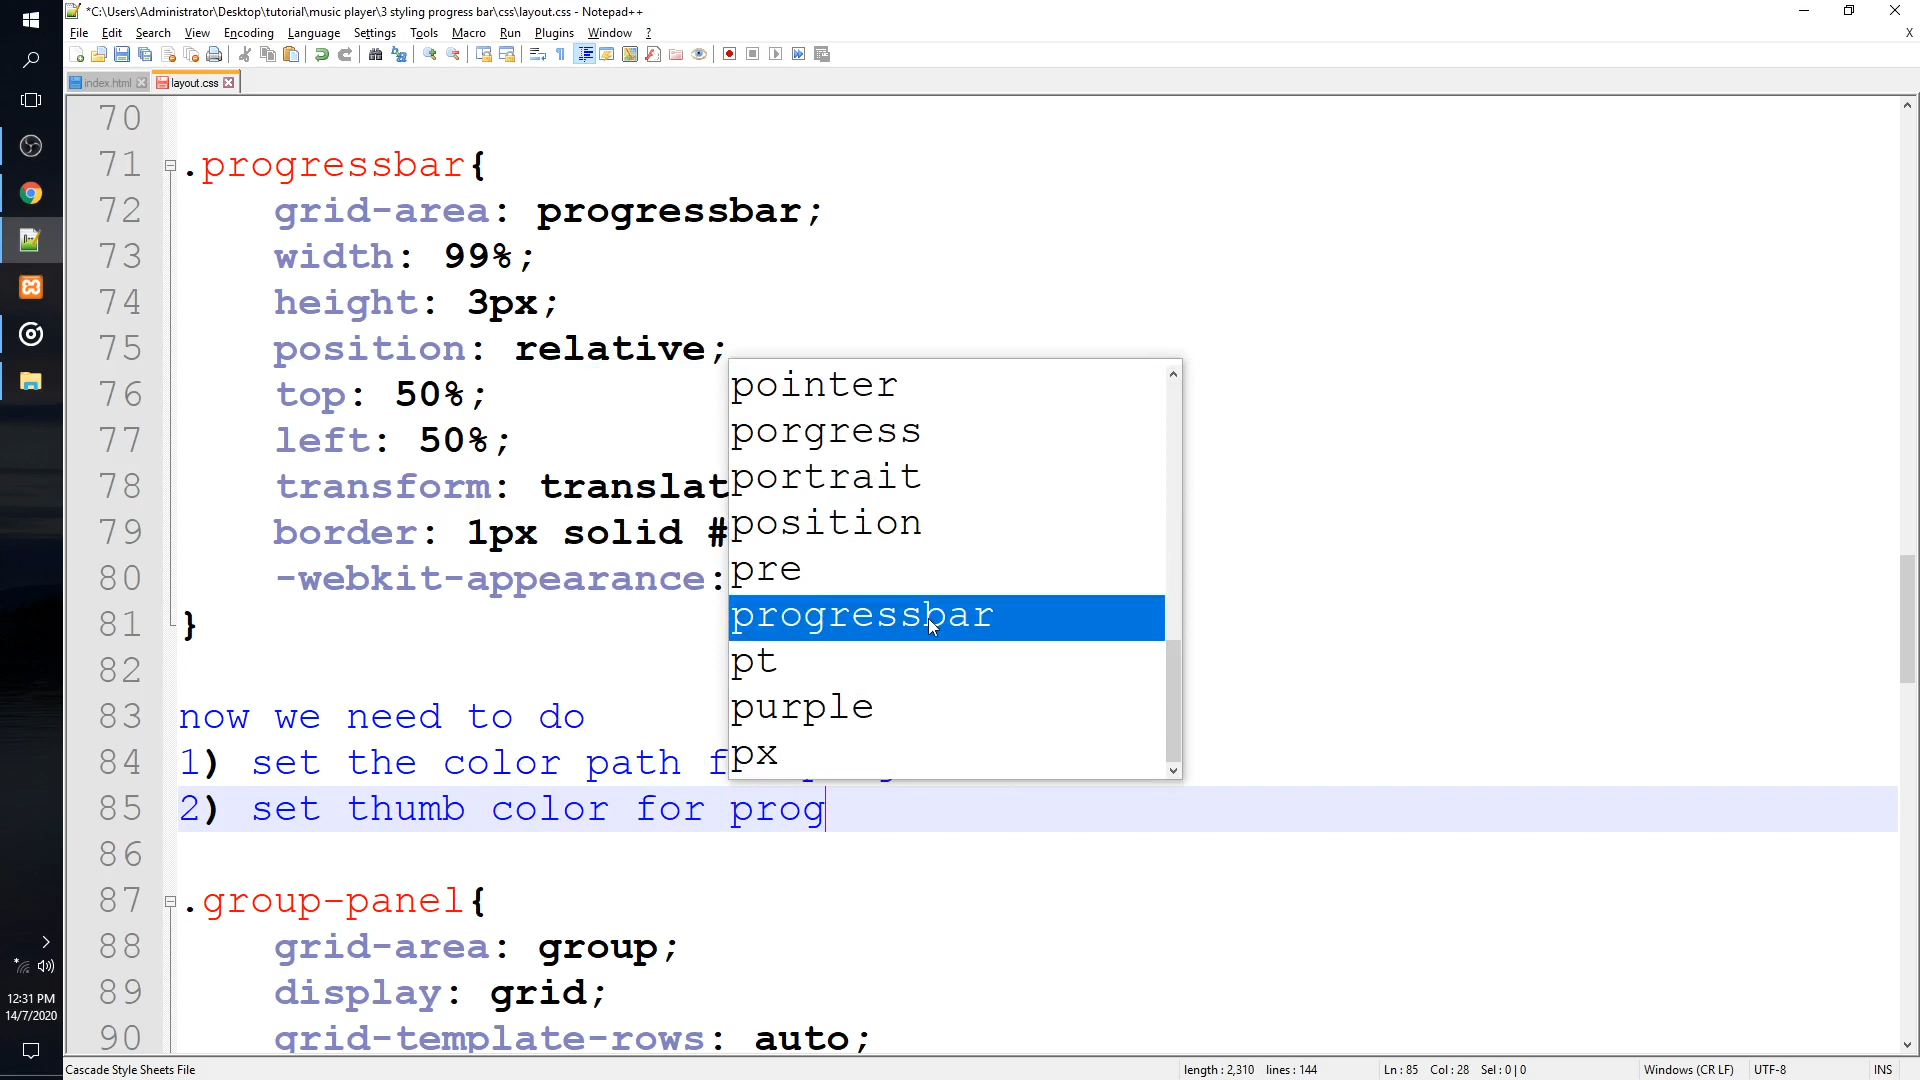 *C:\Users\Administrator\Desktop\tutorial\music player\3 styling progress bar\css\layout.css - Notepad++
File Edit Search View Encoding Language Settings Tools Macro Run Plugins Window ? X
index.html layout.css
70
71 .progressbar{
72 grid-area: progressbar;
73 width: 99%;
74 height: 3px;
75 position: relative;
76 top: 50%;
77 left: 50%;
78 transform: translat
79 border: 1px solid #
80 -webkit-appearance:
81 }
82
83 now we need to do
84 1) set the color path f
85 2) set thumb color for prog
86
87 .group-panel{
88 grid-area: group;
89 display: grid;
90 grid-template-rows: auto;
pointer
porgress
portrait
position
pre
progressbar
pt
purple
px
12:31 PM
14/7/2020
Cascade Style Sheets File length : 2,310 lines : 144 Ln : 85 Col : 28 Sel : 0 | 0 Windows (CR LF) UTF-8 INS